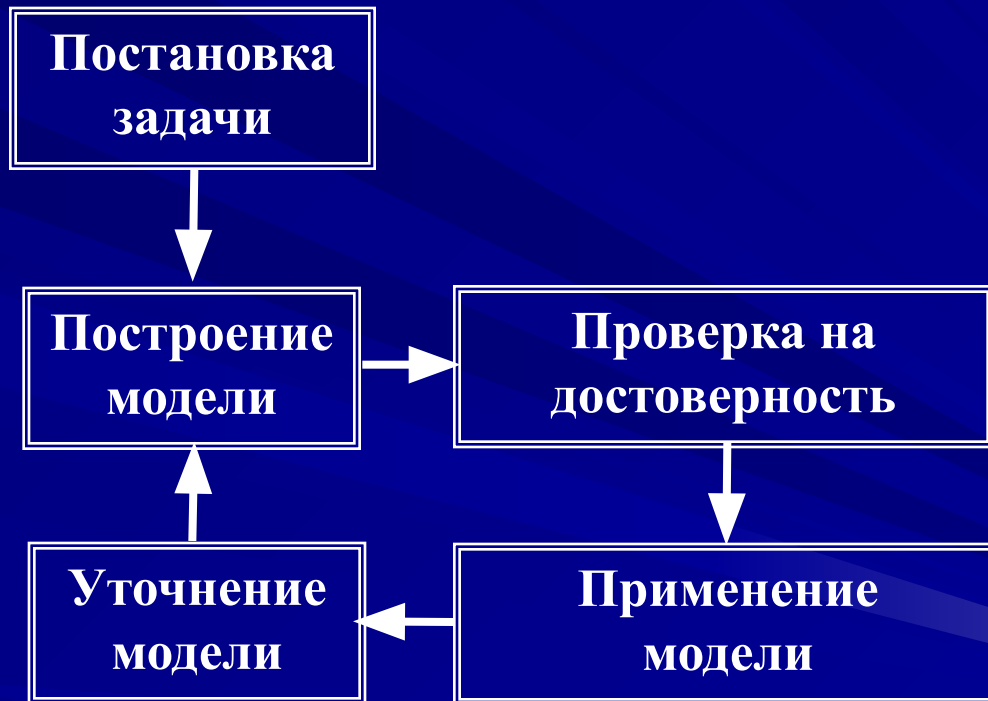 Постановка
задачи
Построение
модели
Проверка на
достоверность
Уточнение
модели
Применение
модели